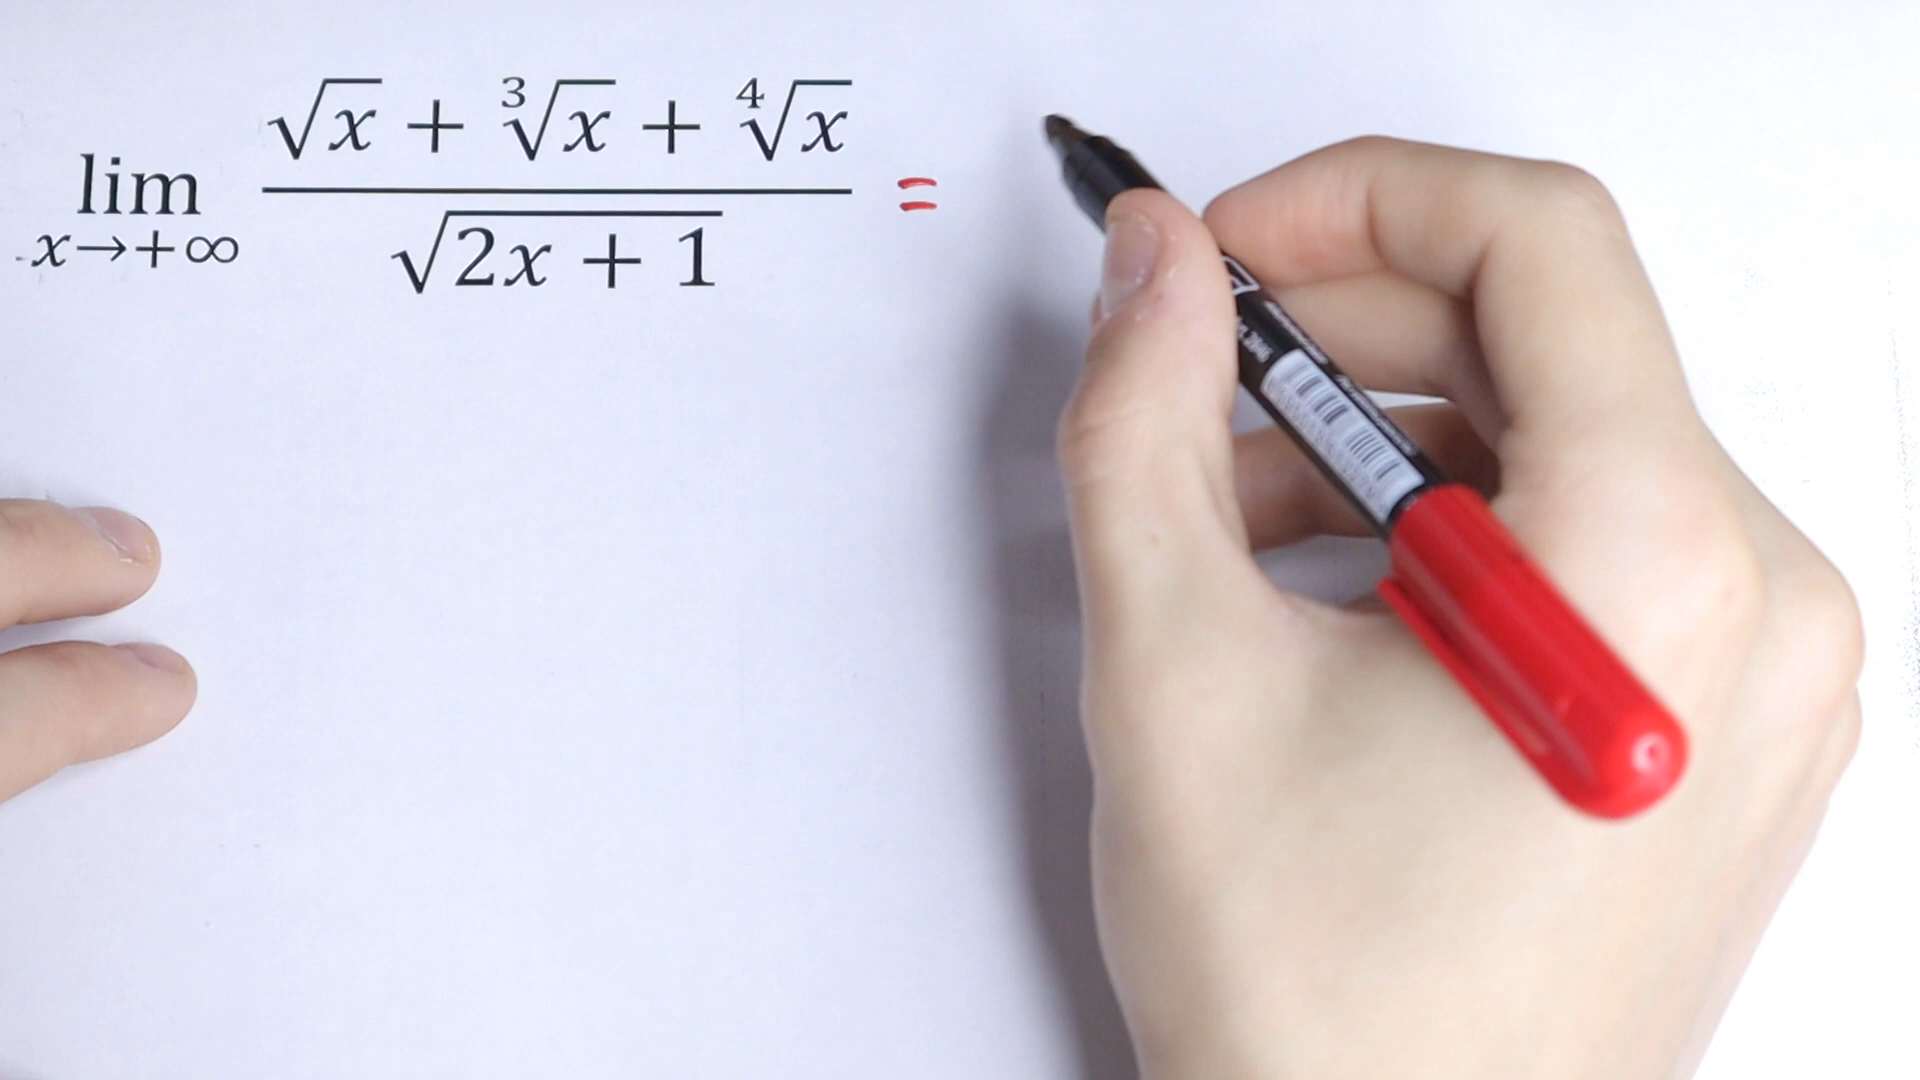 lim x→+∞ (√x + ∛x + ∜x) / √(2x + 1) =